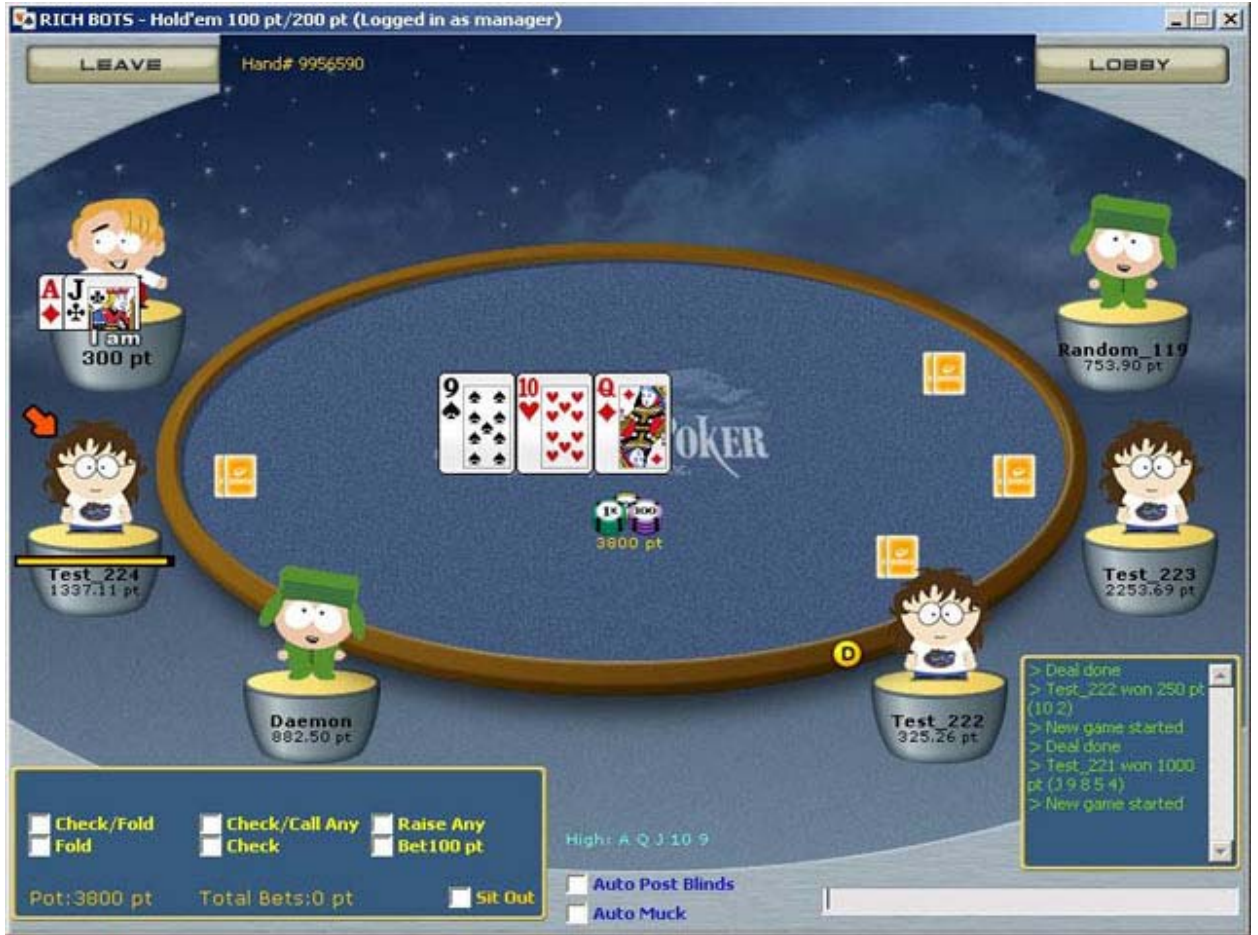 RICH BOTS - Hold'em 100 pt/200 pt (Logged in as manager)
LEAVE
Hand# 9956590
LOBBY
A J
I am
300 pt
Random_119
753.90 pt
9 10 Q
POKER
3800 pt
Test_224
1337.11 pt
Test_223
2253.69 pt
D
Daemon
882.50 pt
Test_222
325.26 pt
> Deal done
> Test_222 won 250 pt
(10 2)
> New game started
> Deal done
> Test_221 won 1000
pt (J 9 8 5 4)
> New game started
Check/Fold Check/Call Any Raise Any
Fold Check Bet100 pt
Pot:3800 pt Total Bets:0 pt Sit Out
High: A Q J 10 9
Auto Post Blinds
Auto Muck